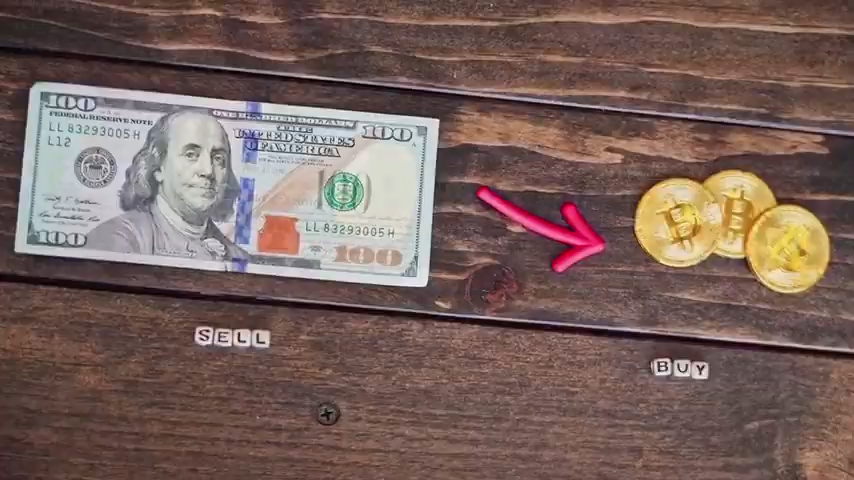 100
FEDERAL RESERVE NOTE
LL 83293005 H
L12
THE
UNITED STATES
OF AMERICA
100
LL 83293005 H
100
100
SELL
BUY